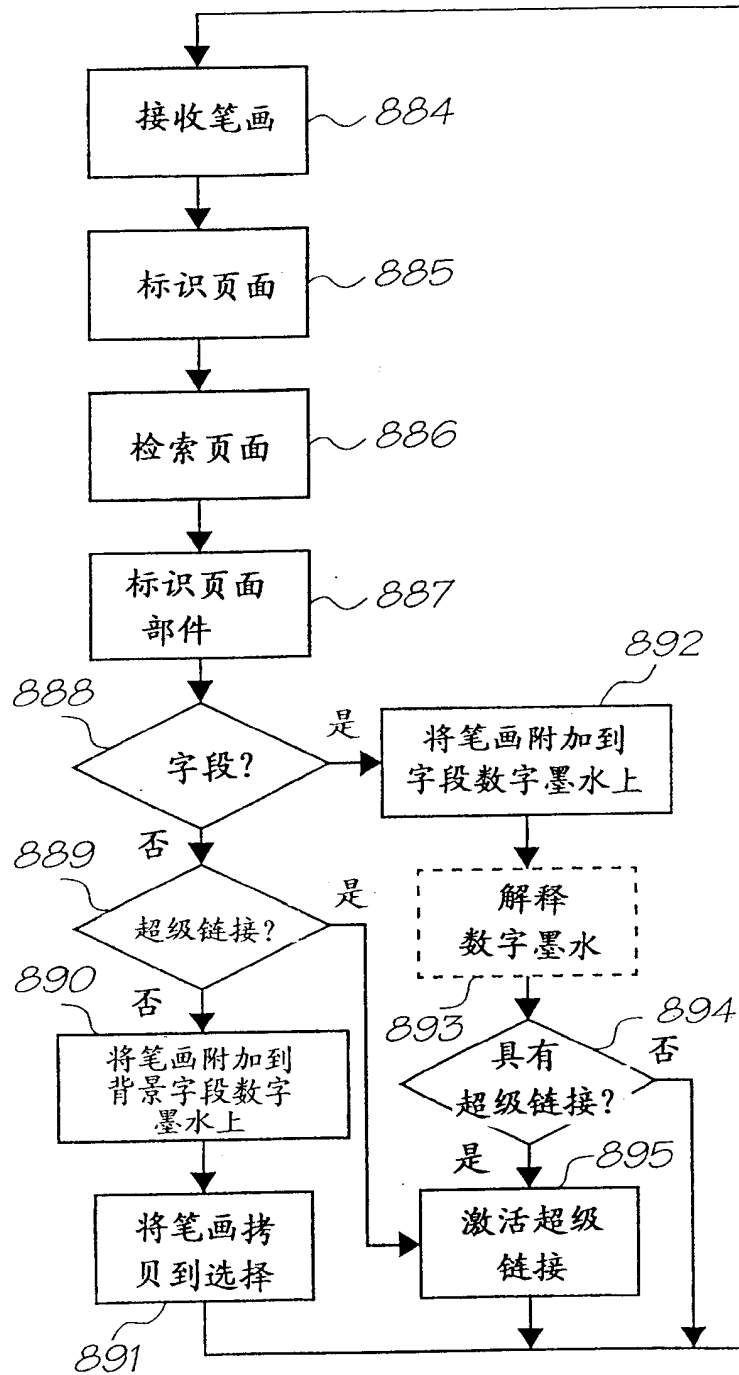 接收笔画
884
标识页面
885
检索页面
886
标识页面
部件
887
892
888
字段?
是
将笔画附加到
字段数字墨水上
否
889
超级链接?
是
解释
数字墨水
890
否
893
894
将笔画附加到
背景字段数字
墨水上
具有
超级链接?
否
是
895
将笔画拷
贝到选择
激活超级
链接
891